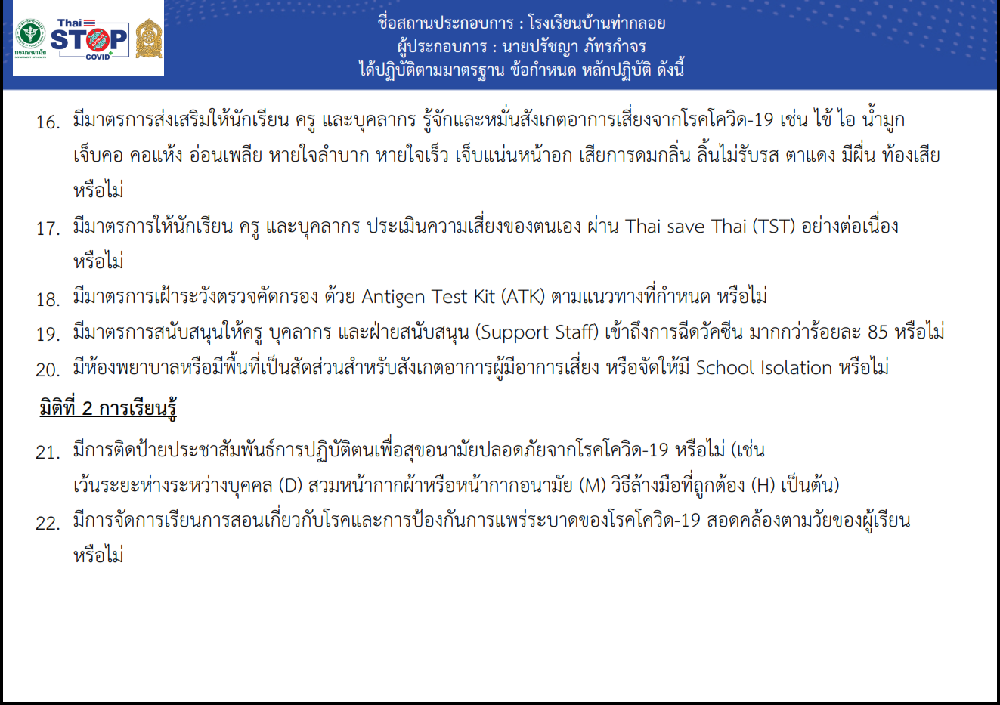 Thai
STOP
COVID
กรมอนามัย
DEPARTMENT OF HEALTH
ชื่อสถานประกอบการ : โรงเรียนบ้านท่ากลอย
ผู้ประกอบการ : นายปรัชญา ภัทรกำจร
ได้ปฏิบัติตามมาตรฐาน ข้อกำหนด หลักปฏิบัติ ดังนี้
16. มีมาตรการส่งเสริมให้นักเรียน ครู และบุคลากร รู้จักและหมั่นสังเกตอาการเสี่ยงจากโรคโควิด-19 เช่น ไข้ ไอ น้ำมูก
เจ็บคอ คอแห้ง อ่อนเพลีย หายใจลำบาก หายใจเร็ว เจ็บแน่นหน้าอก เสียการดมกลิ่น ลิ้นไม่รับรส ตาแดง มีผื่น ท้องเสีย
หรือไม่
17. มีมาตรการให้นักเรียน ครู และบุคลากร ประเมินความเสี่ยงของตนเอง ผ่าน Thai save Thai (TST) อย่างต่อเนื่อง
หรือไม่
18. มีมาตรการเฝ้าระวังตรวจคัดกรอง ด้วย Antigen Test Kit (ATK) ตามแนวทางที่กำหนด หรือไม่
19. มีมาตรการสนับสนุนให้ครู บุคลากร และฝ่ายสนับสนุน (Support Staff) เข้าถึงการฉีดวัคซีน มากกว่าร้อยละ 85 หรือไม่
20. มีห้องพยาบาลหรือมีพื้นที่เป็นสัดส่วนสำหรับสังเกตอาการผู้มีอาการเสี่ยง หรือจัดให้มี School Isolation หรือไม่
มิติที่ 2 การเรียนรู้
21. มีการติดป้ายประชาสัมพันธ์การปฏิบัติตนเพื่อสุขอนามัยปลอดภัยจากโรคโควิด-19 หรือไม่ (เช่น
เว้นระยะห่างระหว่างบุคคล (D) สวมหน้ากากผ้าหรือหน้ากากอนามัย (M) วิธีล้างมือที่ถูกต้อง (H) เป็นต้น)
22. มีการจัดการเรียนการสอนเกี่ยวกับโรคและการป้องกันการแพร่ระบาดของโรคโควิด-19 สอดคล้องตามวัยของผู้เรียน
หรือไม่